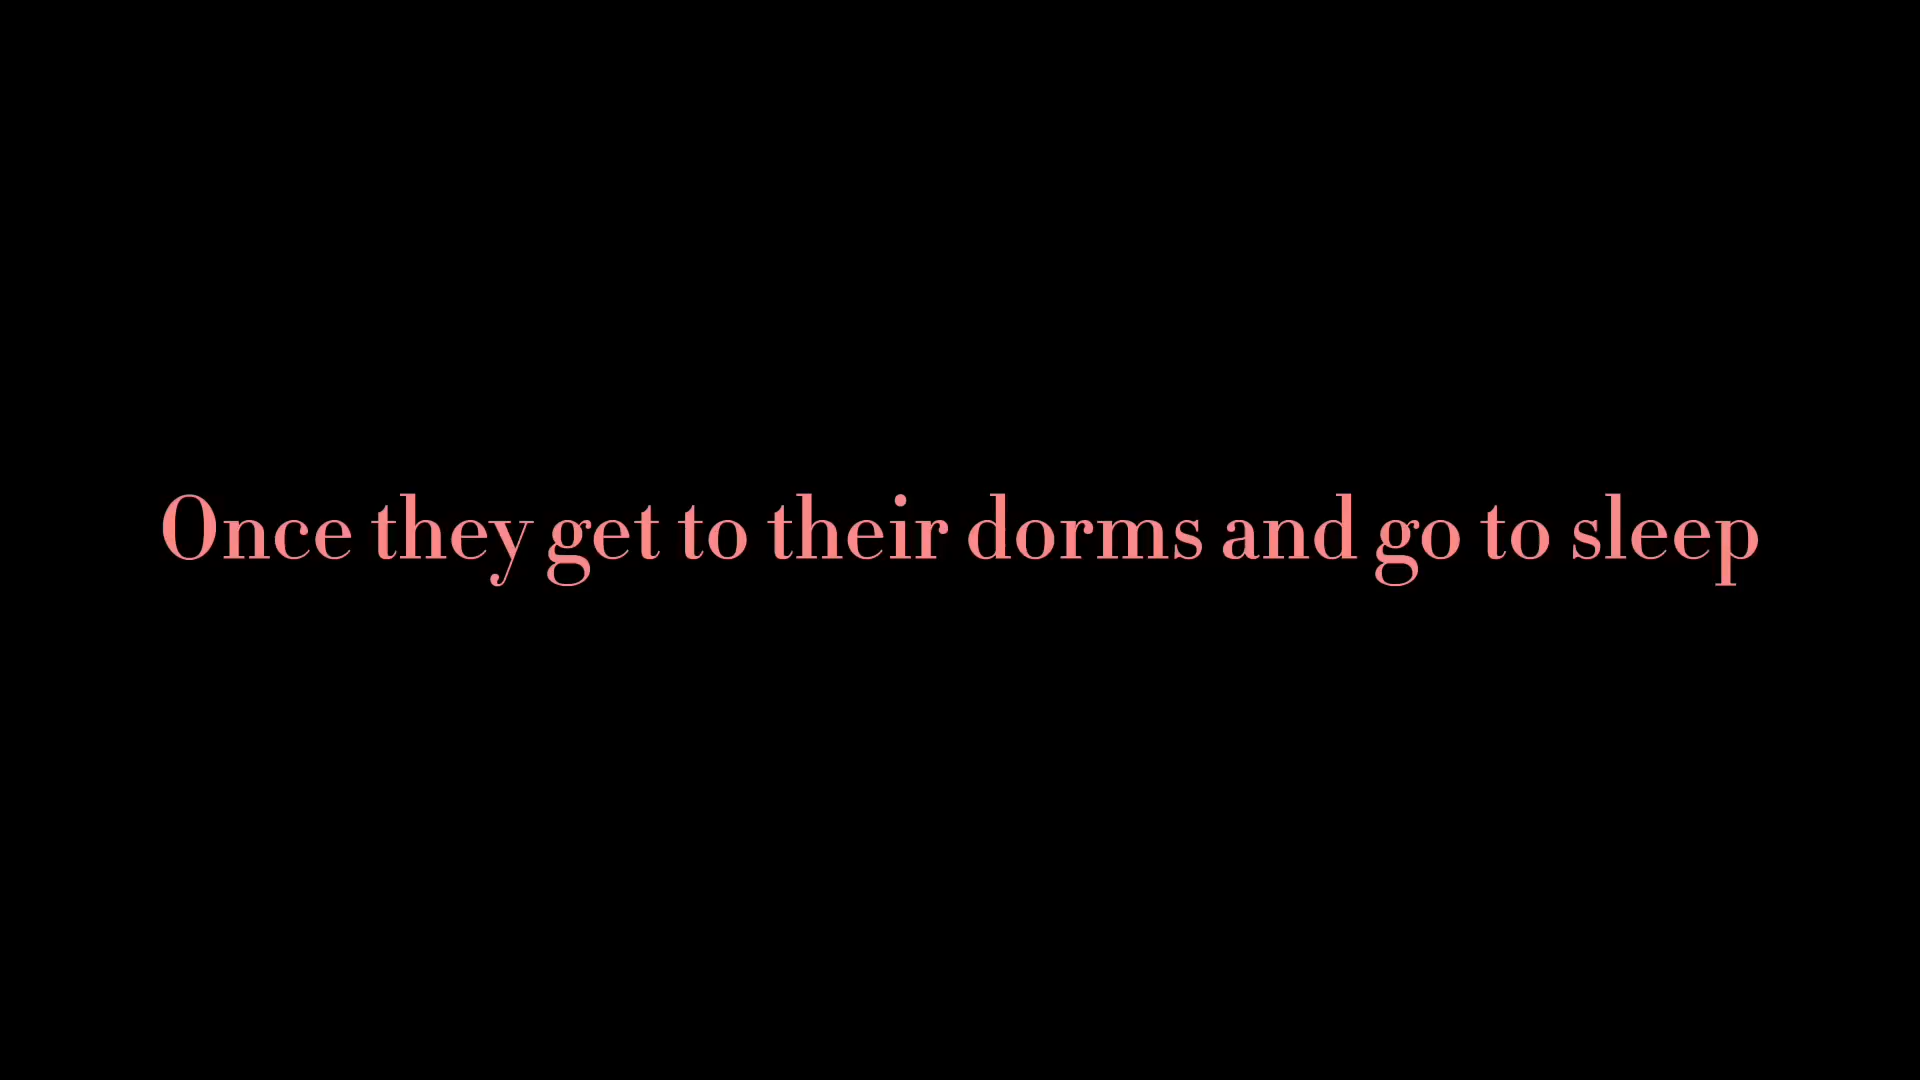 Once they get to their dorms and go to sleep